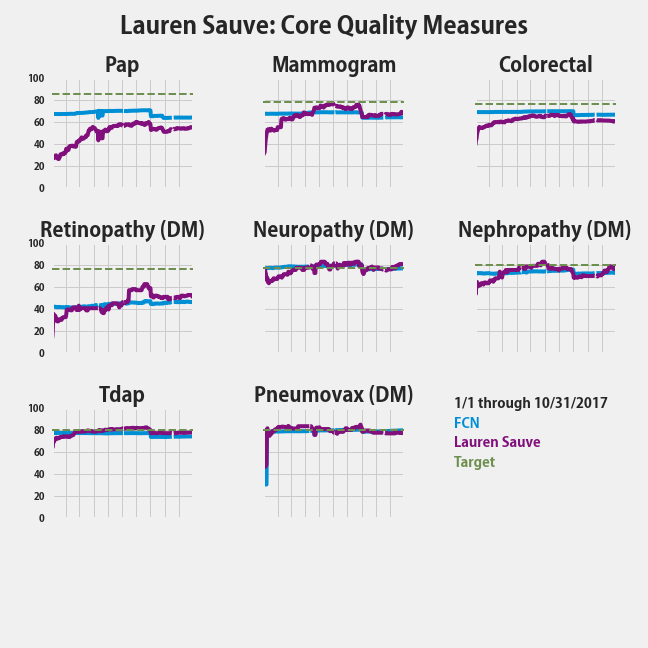 Lauren Sauve: Core Quality Measures
Pap
Mammogram
Colorectal
100
80
60
40
20
0
Retinopathy (DM)
Neuropathy (DM)
Nephropathy (DM)
100
80
60
40
20
0
Tdap
Pneumovax (DM)
100
80
60
40
20
0
1/1 through 10/31/2017
FCN
Lauren Sauve
Target